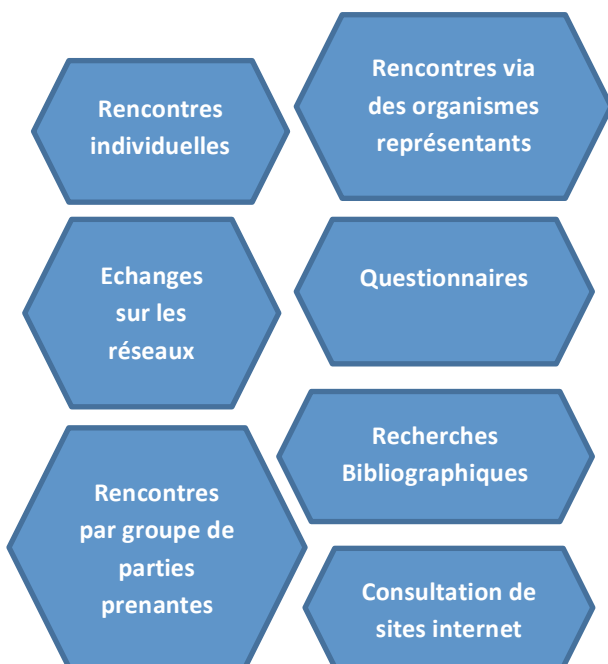 Rencontres
individuelles
Rencontres via
des organismes
représentants
Echanges
sur les
réseaux
Questionnaires
Recherches
Bibliographiques
Rencontres
par groupe de
parties
prenantes
Consultation de
sites internet